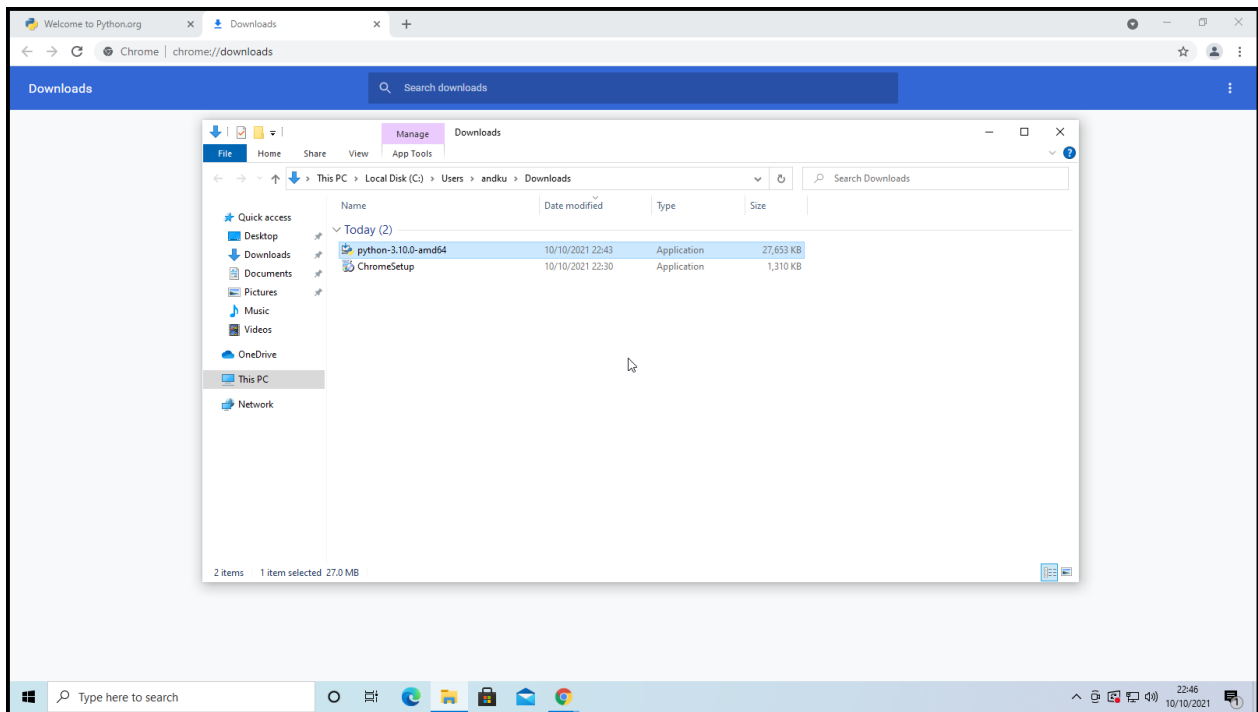 Welcome to Python.org
Downloads
Chrome | chrome://downloads
Downloads
Search downloads
Manage
Downloads
File Home Share View App Tools
This PC > Local Disk (C:) > Users > andku > Downloads
Search Downloads
Name Date modified Type Size
Quick access
Desktop
Downloads
Documents
Pictures
Music
Videos
OneDrive
This PC
Network
Today (2)
python-3.10.0-amd64 10/10/2021 22:43 Application 27,653 KB
ChromeSetup 10/10/2021 22:30 Application 1,310 KB
2 items 1 item selected 27.0 MB
Type here to search
22:46
10/10/2021
1